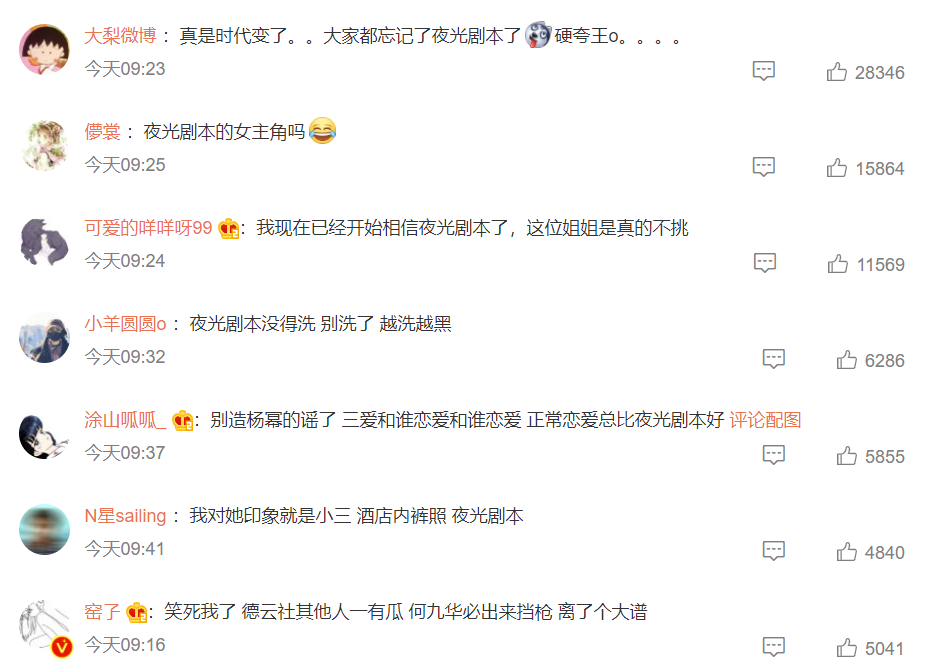 大梨微博： 真是时代变了。。大家都忘记了夜光剧本了 硬夸王o。。。。
今天09:23
28346
儚裳： 夜光剧本的女主角吗
今天09:25
15864
可爱的咩咩呀99 ： 我现在已经开始相信夜光剧本了，这位姐姐是真的不挑
今天09:24
11569
小羊圆圆o： 夜光剧本没得洗 别洗了 越洗越黑
今天09:32
6286
涂山呱呱_ ： 别造杨幂的谣了 三爱和谁恋爱和谁恋爱 正常恋爱总比夜光剧本好 评论配图
今天09:37
5855
N星sailing： 我对她印象就是小三 酒店内裤照 夜光剧本
今天09:41
4840
窑了 ： 笑死我了 德云社其他人一有瓜 何九华必出来挡枪 离了个大谱
今天09:16
5041